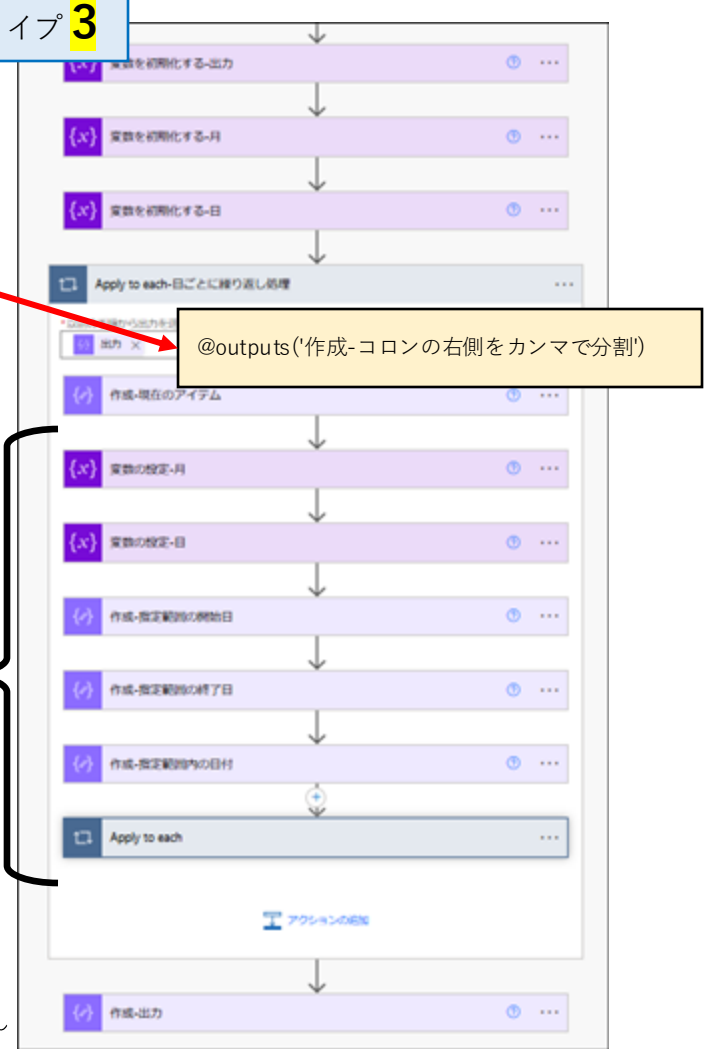 イプ 3
変数を初期化する-出力
変数を初期化する-月
変数を初期化する-日
Apply to each-日ごとに繰り返し処理
@outputs('作成-コロンの右側をカンマで分割')
出力
作成-現在のアイテム
変数の設定-月
変数の設定-日
作成-指定範囲の開始日
作成-指定範囲の終了日
作成-指定範囲内の日付
Apply to each
アクションの追加
作成-出力